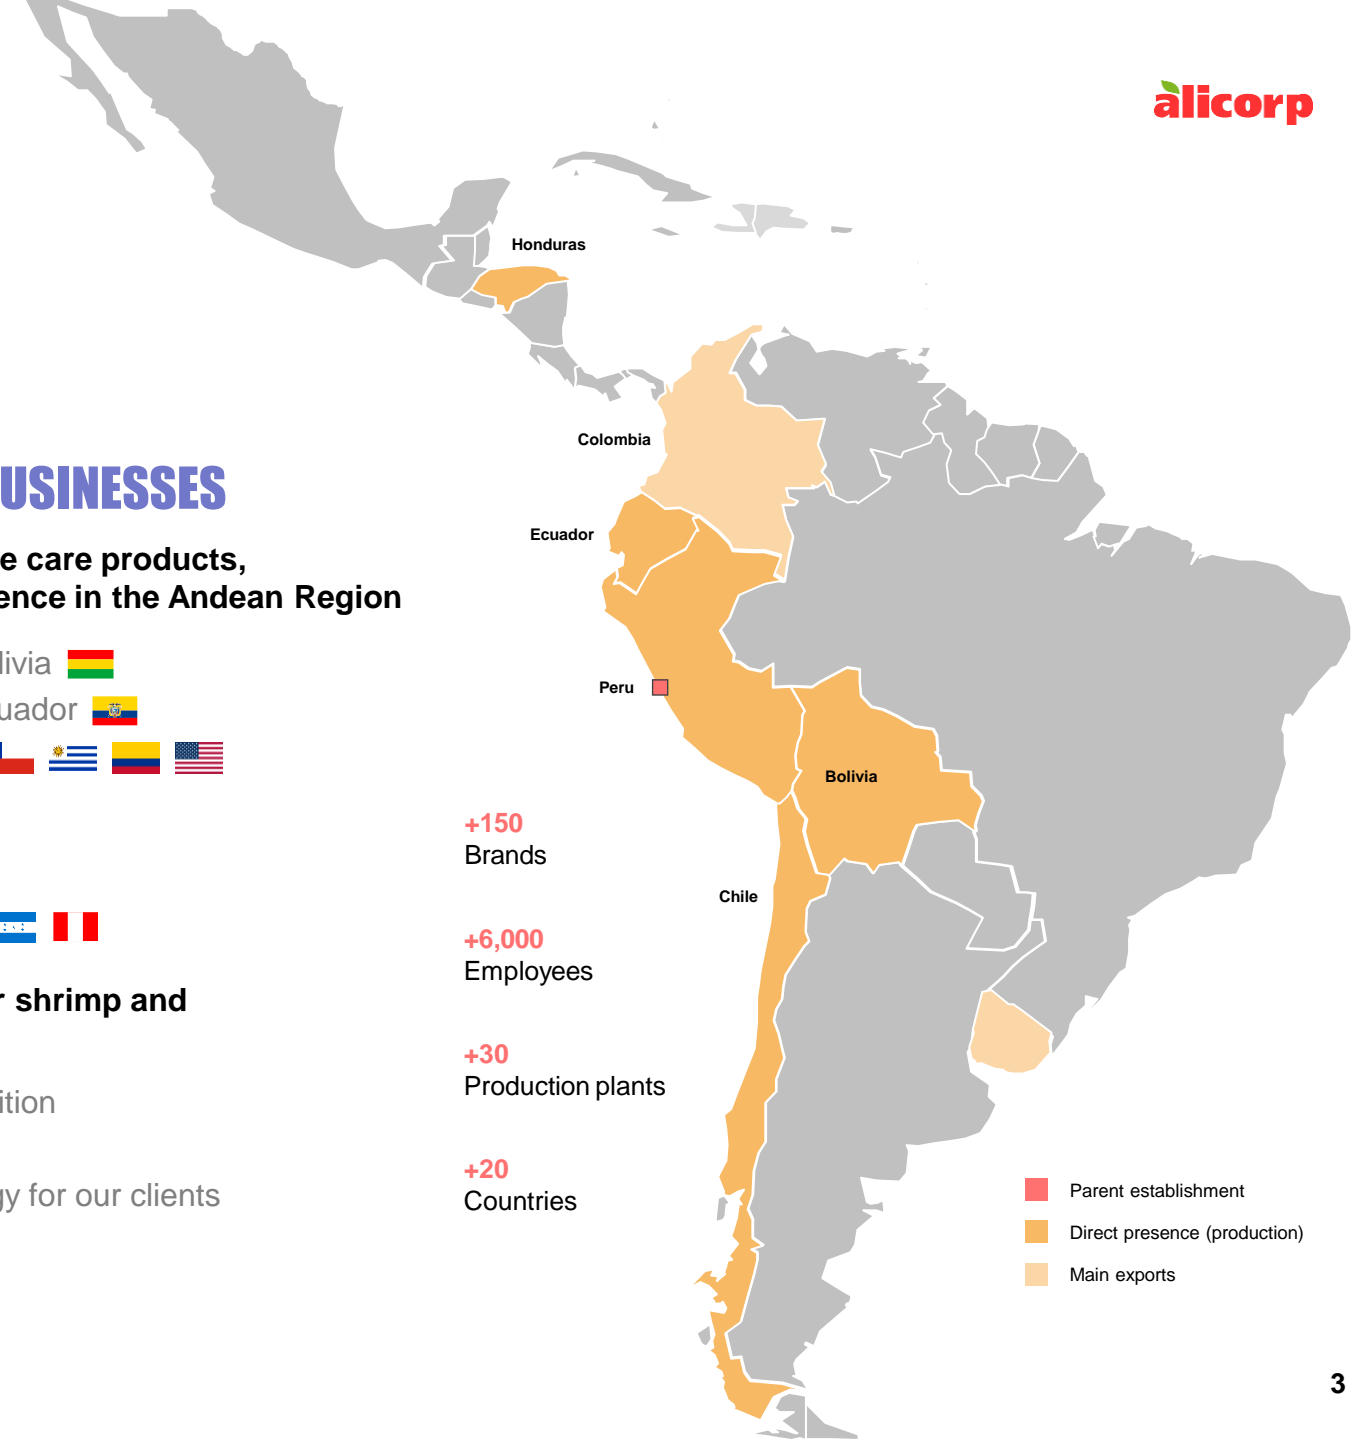 alicorp
Honduras
Colombia
USINESSES
Ecuador
e care products,
ence in the Andean Region
livia
uador
Peru
Bolivia
+150
Brands
Chile
+6,000
Employees
r shrimp and
+30
Production plants
ition
+20
gy for our clients
Countries
Parent establishment
Direct presence (production)
Main exports
3